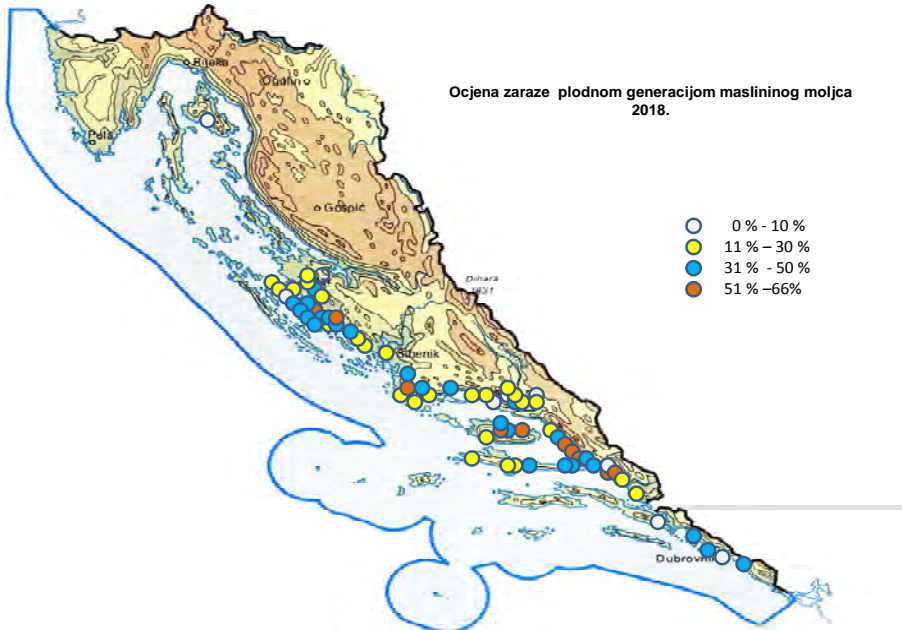 Ocjena zaraze plodnom generacijom maslininog moljca
2018.
0 % - 10 %
11 % – 30 %
31 % - 50 %
51 % –66%
Rijeka
Ogulin
Pula
Gospić
Dinara
1831
Šibenik
Dubrovnik